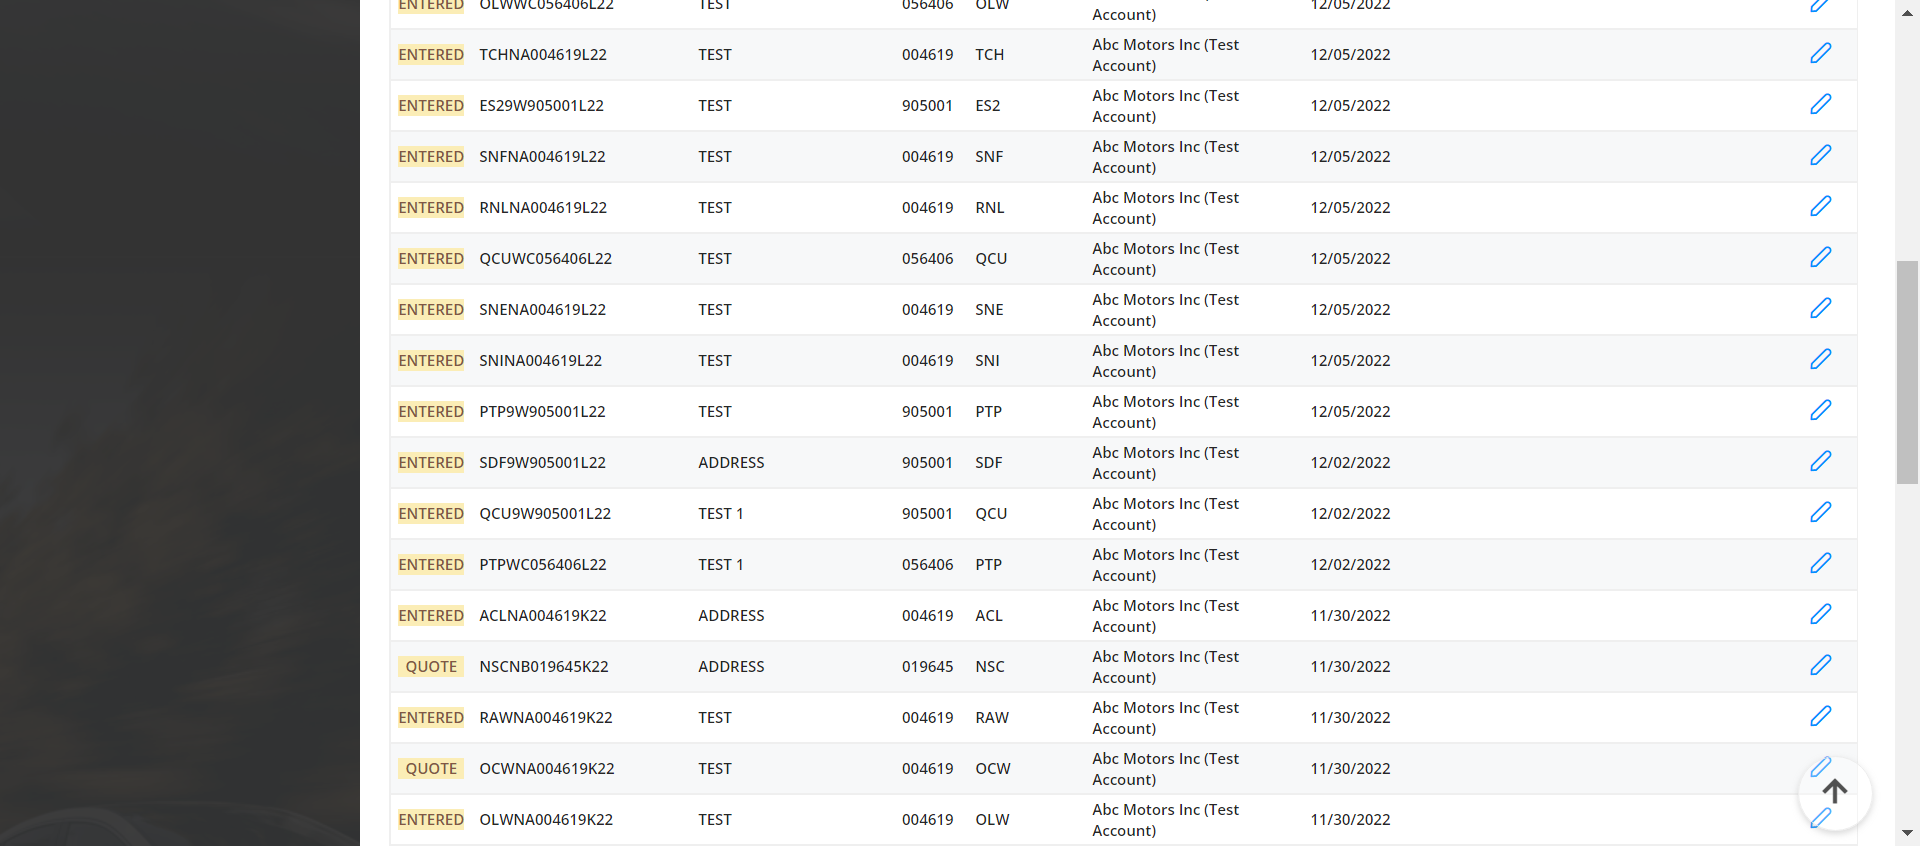 ENTERED OLWWC056406L22 TEST 056406 OLW Account) 12/05/2022
ENTERED TCHNA004619L22 TEST 004619 TCH Abc Motors Inc (Test
Account) 12/05/2022
ENTERED ES29W905001L22 TEST 905001 ES2 Abc Motors Inc (Test
Account) 12/05/2022
ENTERED SNFNA004619L22 TEST 004619 SNF Abc Motors Inc (Test
Account) 12/05/2022
ENTERED RNLNA004619L22 TEST 004619 RNL Abc Motors Inc (Test
Account) 12/05/2022
ENTERED QCUWC056406L22 TEST 056406 QCU Abc Motors Inc (Test
Account) 12/05/2022
ENTERED SNENA004619L22 TEST 004619 SNE Abc Motors Inc (Test
Account) 12/05/2022
ENTERED SNINA004619L22 TEST 004619 SNI Abc Motors Inc (Test
Account) 12/05/2022
ENTERED PTP9W905001L22 TEST 905001 PTP Abc Motors Inc (Test
Account) 12/05/2022
ENTERED SDF9W905001L22 ADDRESS 905001 SDF Abc Motors Inc (Test
Account) 12/02/2022
ENTERED QCU9W905001L22 TEST 1 905001 QCU Abc Motors Inc (Test
Account) 12/02/2022
ENTERED PTPWC056406L22 TEST 1 056406 PTP Abc Motors Inc (Test
Account) 12/02/2022
ENTERED ACLNA004619K22 ADDRESS 004619 ACL Abc Motors Inc (Test
Account) 11/30/2022
QUOTE NSCNB019645K22 ADDRESS 019645 NSC Abc Motors Inc (Test
Account) 11/30/2022
ENTERED RAWNA004619K22 TEST 004619 RAW Abc Motors Inc (Test
Account) 11/30/2022
QUOTE OCWNA004619K22 TEST 004619 OCW Abc Motors Inc (Test
Account) 11/30/2022
ENTERED OLWNA004619K22 TEST 004619 OLW Abc Motors Inc (Test
Account) 11/30/2022